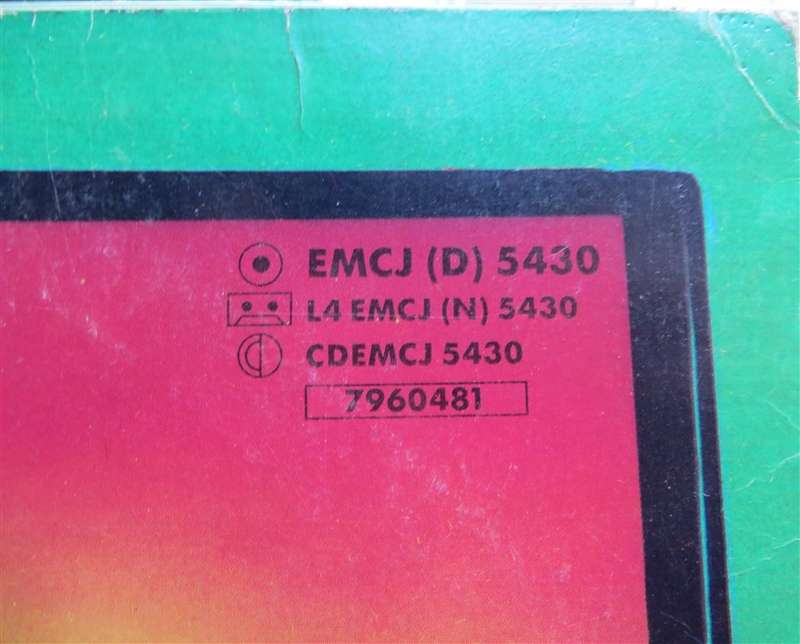 EMCJ (D) 5430
L4 EMCJ (N) 5430
CDEMCJ 5430
7960481